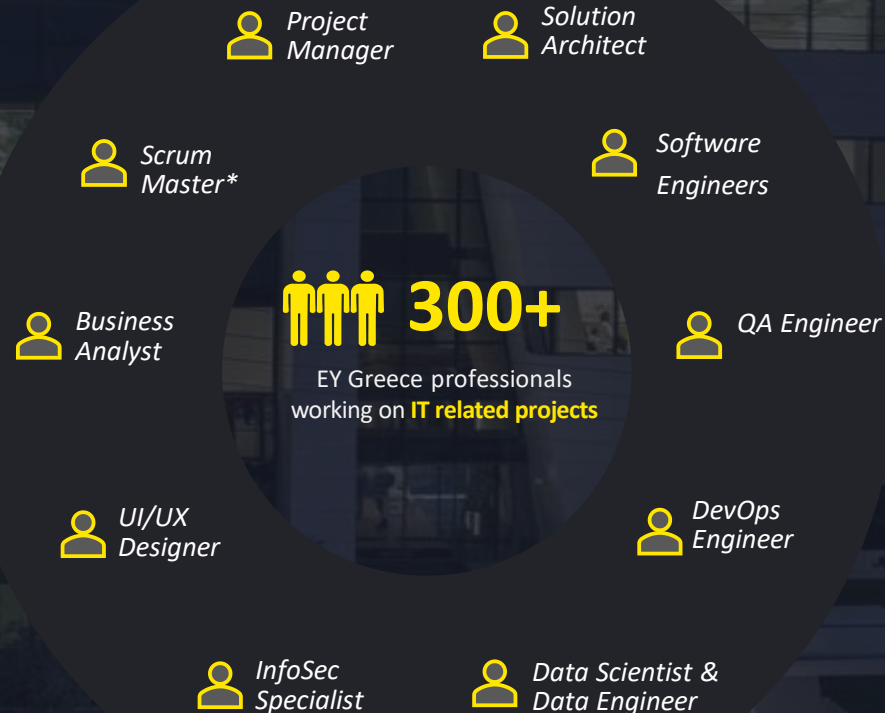 Project
Manager
Solution
Architect
Scrum
Master*
Software
Engineers
300+
EY Greece professionals
working on IT related projects
Business
Analyst
QA Engineer
UI/UX
Designer
DevOps
Engineer
InfoSec
Specialist
Data Scientist &
Data Engineer